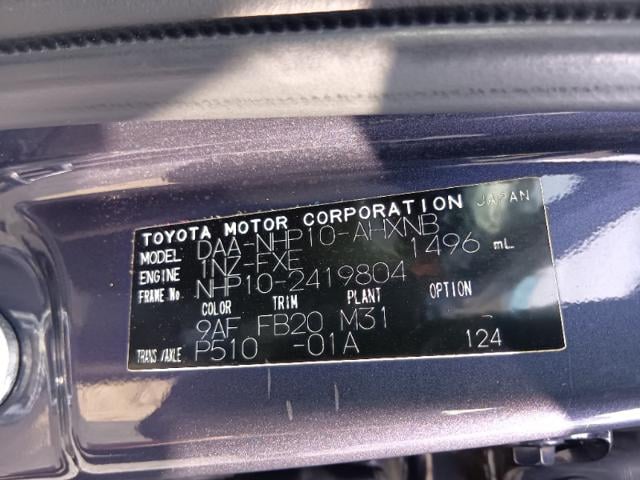 TOYOTA MOTOR CORPORATION JAPAN
MODEL DAA-NHP10-AHXNB
ENGINE 1NZ-FXE 1496 mL
FRAME No. NHP10-2419804
COLOR TRIM PLANT OPTION
9AF FB20 M31 -
TRANS./AXLE P510 -01A 124